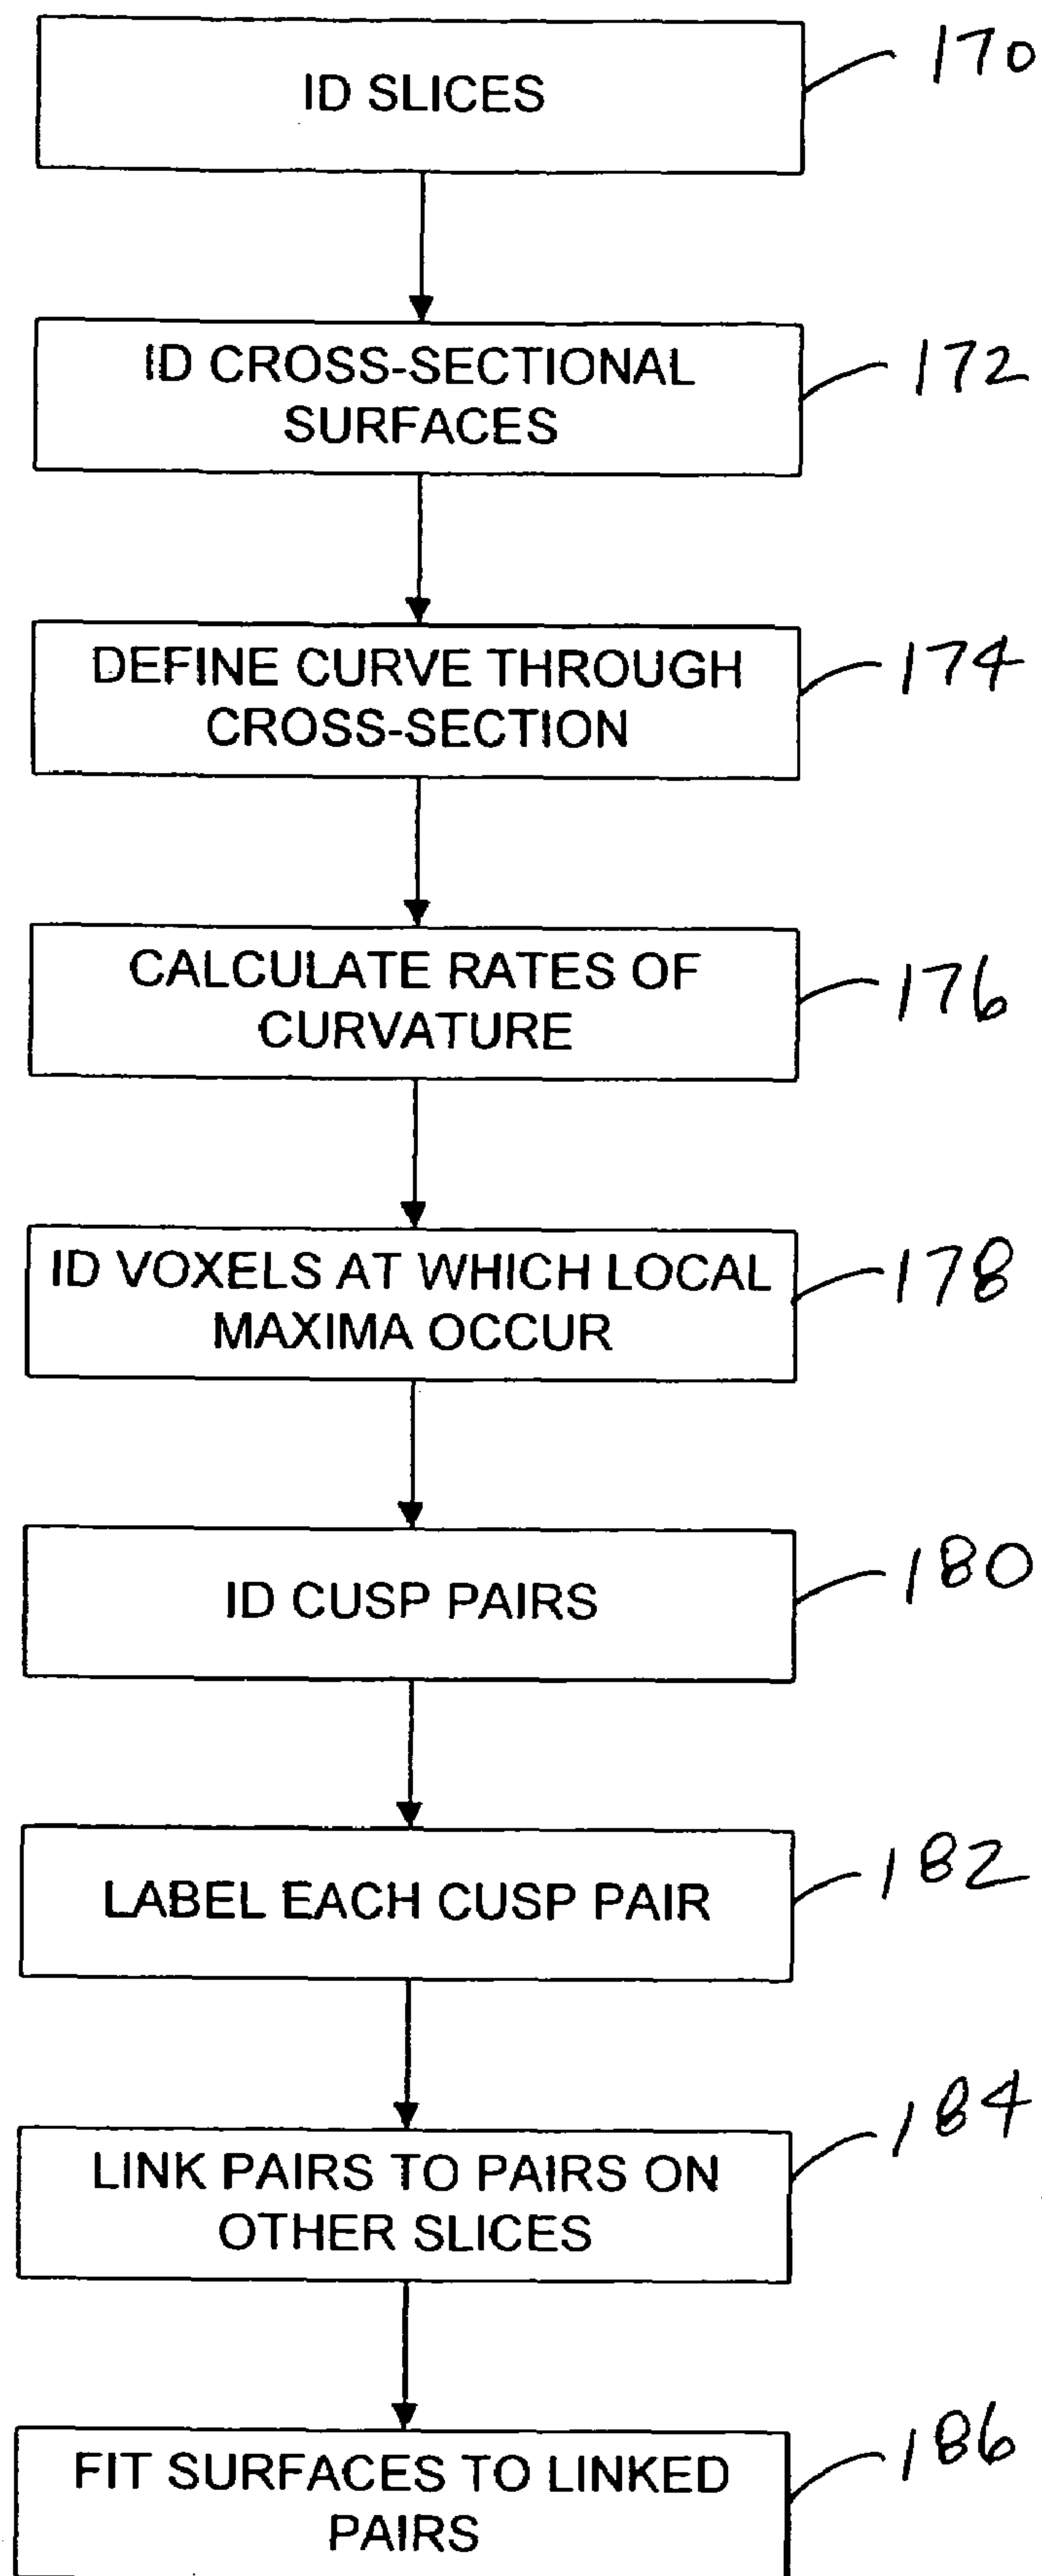 ID SLICES
170
ID CROSS-SECTIONAL
SURFACES
172
DEFINE CURVE THROUGH
CROSS-SECTION
174
CALCULATE RATES OF
CURVATURE
176
ID VOXELS AT WHICH LOCAL
MAXIMA OCCUR
178
ID CUSP PAIRS
180
LABEL EACH CUSP PAIR
182
LINK PAIRS TO PAIRS ON
OTHER SLICES
184
FIT SURFACES TO LINKED
PAIRS
186